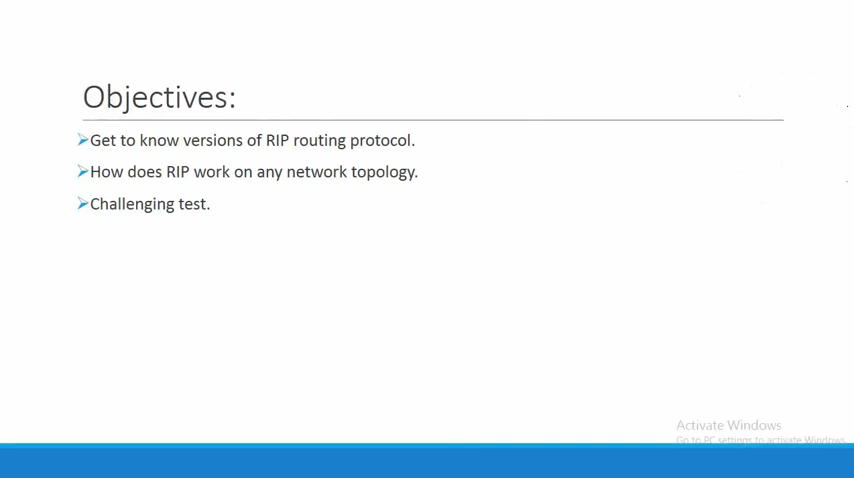 Objectives:
Get to know versions of RIP routing protocol.
How does RIP work on any network topology.
Challenging test.
Activate Windows
Go to PC settings to activate Windows.